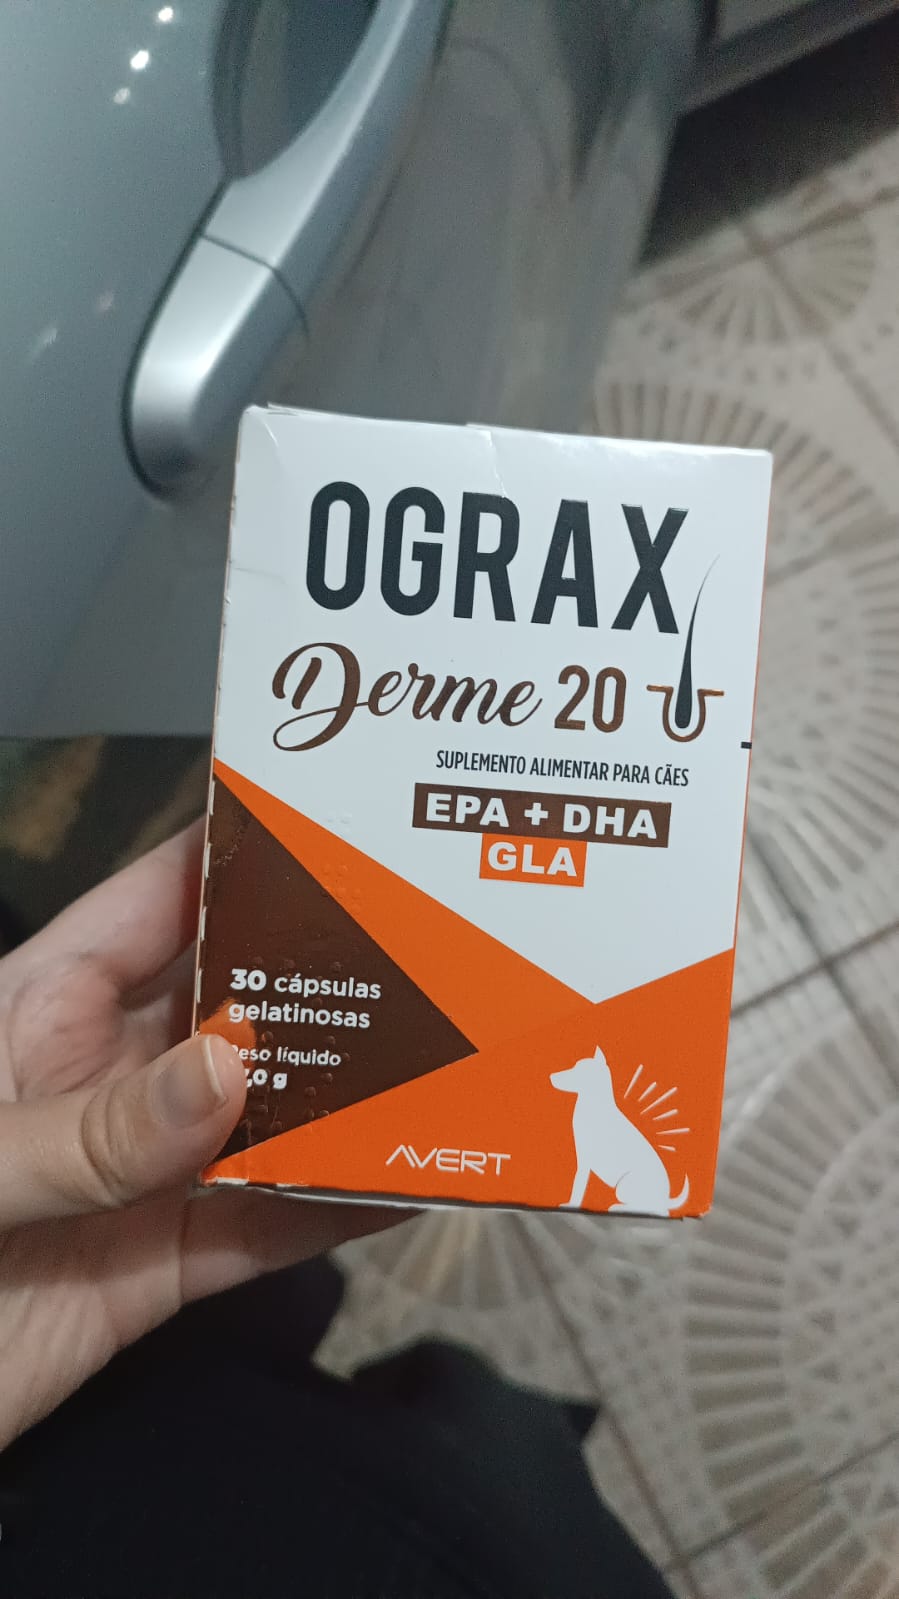 OGRAX
Derme 20
SUPLEMENTO ALIMENTAR PARA CÃES
EPA + DHA
GLA
30 cápsulas
gelatinosas
líquido
g
AVERT